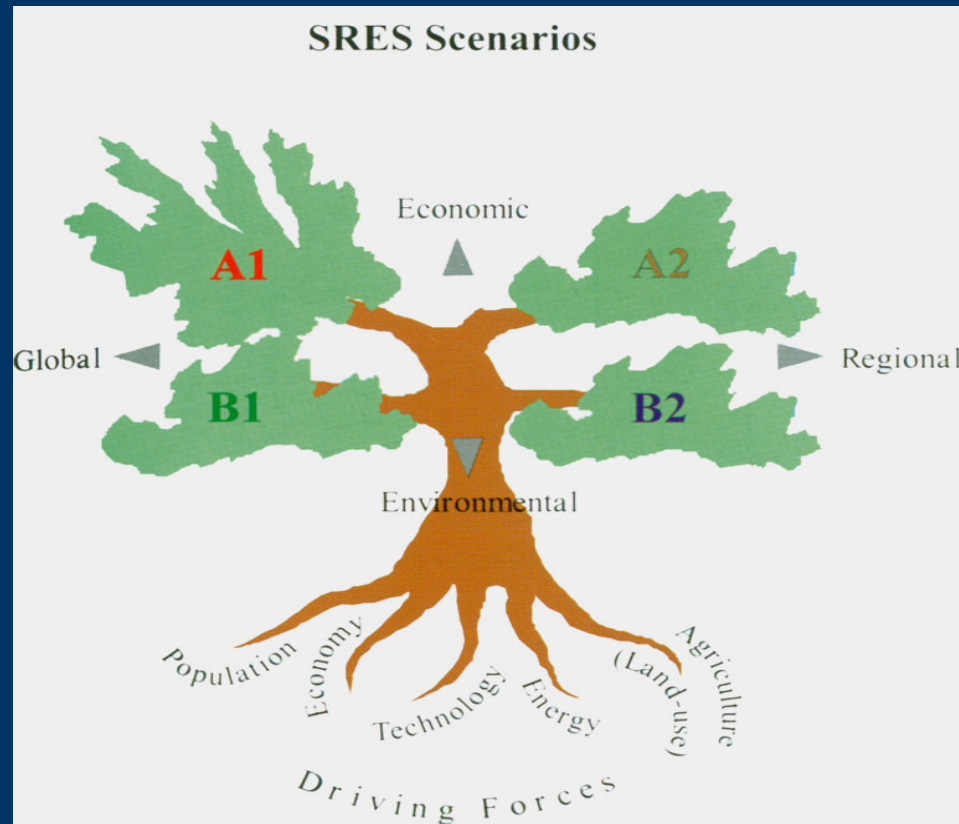 SRES Scenarios
Economic
A1
A2
Global
Regional
B1
B2
Environmental
Population
Economy
Technology
Energy
(Land-use)
Agriculture
Driving Forces